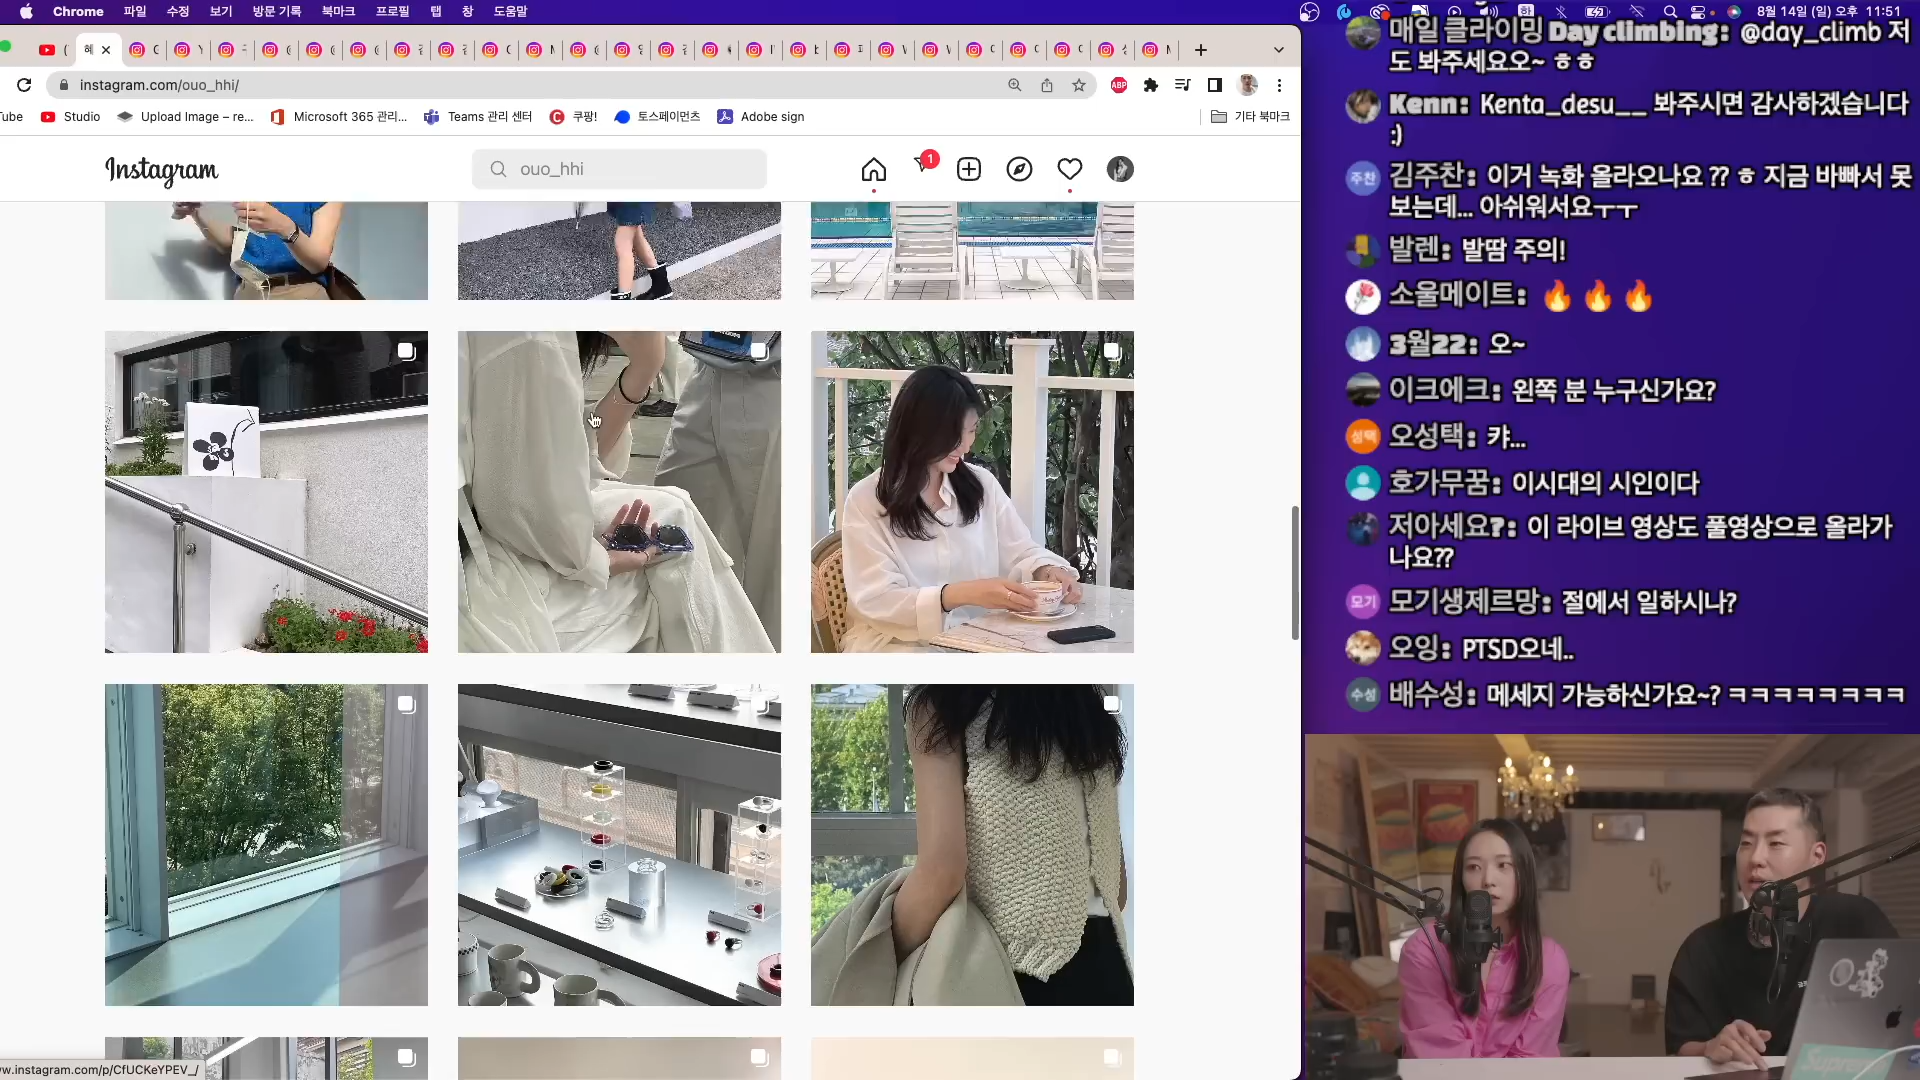 Chrome 파일 수정 보기 방문 기록 북마크 프로필 탭 창 도움말
한
8월 14일 (일) 오후 11:51
instagram.com/ouo_hhi/
ABP
ube Studio Upload Image – re... Microsoft 365 관리... Teams 관리 센터 쿠팡! 토스페이먼츠 Adobe sign 기타 북마크
Instagram
ouo_hhi
1
w.instagram.com/p/CfUCKeYPEV_/
매일 클라이밍 Day climbing: @day_climb 저
도 봐주세요오~ ㅎㅎ
Kenn: Kenta_desu__ 봐주시면 감사하겠습니다
:)
주찬
김주찬: 이거 녹화 올라오나요 ?? ㅎ 지금 바빠서 못
보는데... 아쉬워서요ㅜㅜ
발렌: 발땀 주의!
소울메이트: 🔥 🔥 🔥
3월22: 오~
이크에크: 왼쪽 분 누구신가요?
성택
오성택: 캬...
호가무꿈: 이시대의 시인이다
저아세요?: 이 라이브 영상도 풀영상으로 올라가
나요??
모기
모기생제르망: 절에서 일하시나?
오잉: PTSD오네..
수성
배수성: 메세지 가능하신가요~? ㅋㅋㅋㅋㅋㅋㅋㅋ
Supreme